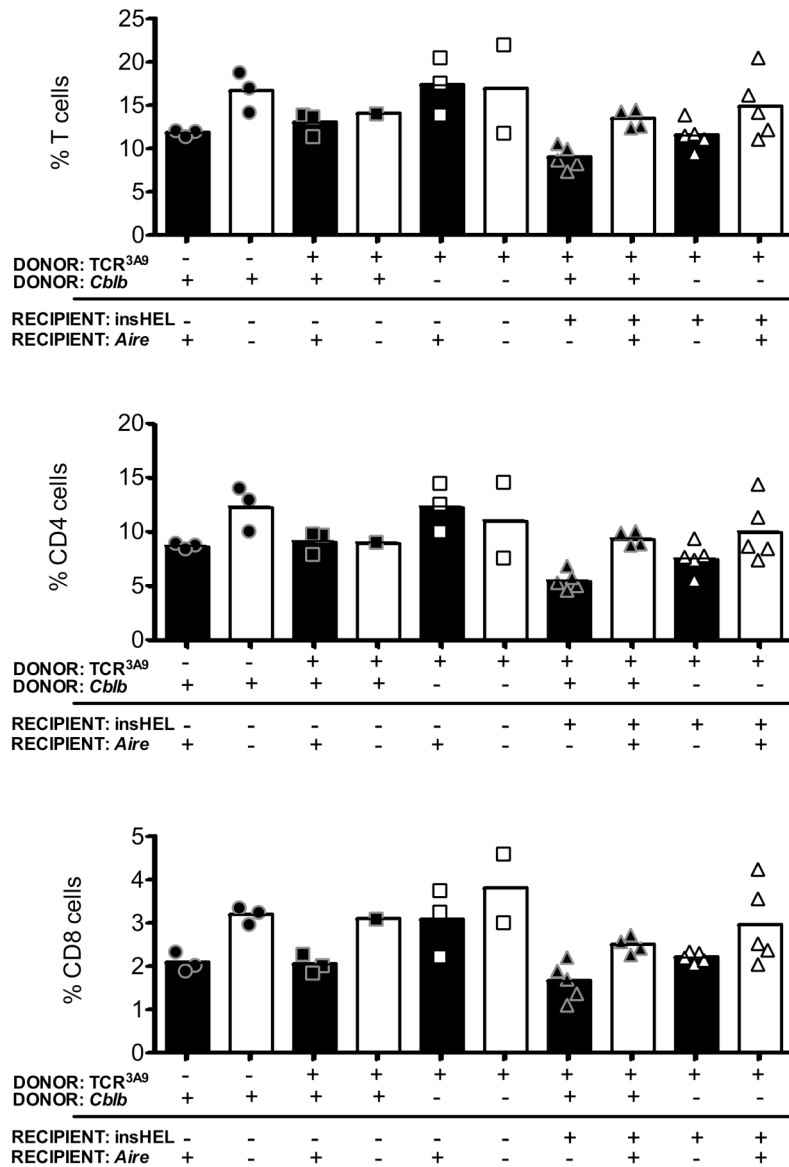 25
20
15
10
5
0
% T cells
DONOR: TCR3A9 - - + + + + + + + +
DONOR: Cblb + + + + - - + + - -
RECIPIENT: insHEL - - - - - - + + + +
RECIPIENT: Aire + - + - + - - + - +
20
15
10
5
0
% CD4 cells
DONOR: TCR3A9 - - + + + + + + + +
DONOR: Cblb + + + + - - + + - -
RECIPIENT: insHEL - - - - - - + + + +
RECIPIENT: Aire + - + - + - - + - +
5
4
3
2
1
0
% CD8 cells
DONOR: TCR3A9 - - + + + + + + + +
DONOR: Cblb + + + + - - + + - -
RECIPIENT: insHEL - - - - - - + + + +
RECIPIENT: Aire + - + - + - - + - +